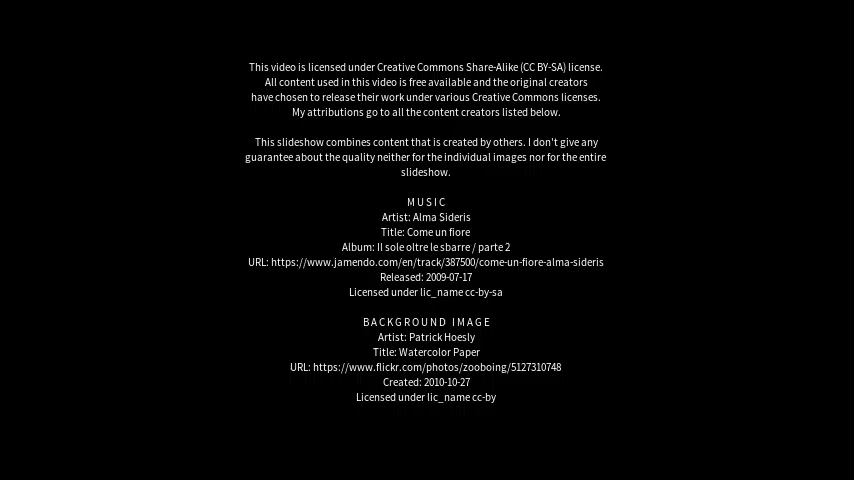 This video is licensed under Creative Commons Share-Alike (CC BY-SA) license.
All content used in this video is free available and the original creators
have chosen to release their work under various Creative Commons licenses.
My attributions go to all the content creators listed below.
This slideshow combines content that is created by others. I don't give any
guarantee about the quality neither for the individual images nor for the entire
slideshow.
MUSIC
Artist: Alma Sideris
Title: Come un fiore
Album: Il sole oltre le sbarre / parte 2
URL: https://www.jamendo.com/en/track/387500/come-un-fiore-alma-sideris
Released: 2009-07-17
Licensed under lic_name cc-by-sa
BACKGROUND IMAGE
Artist: Patrick Hoesly
Title: Watercolor Paper
URL: https://www.flickr.com/photos/zooboing/5127310748
Created: 2010-10-27
Licensed under lic_name cc-by